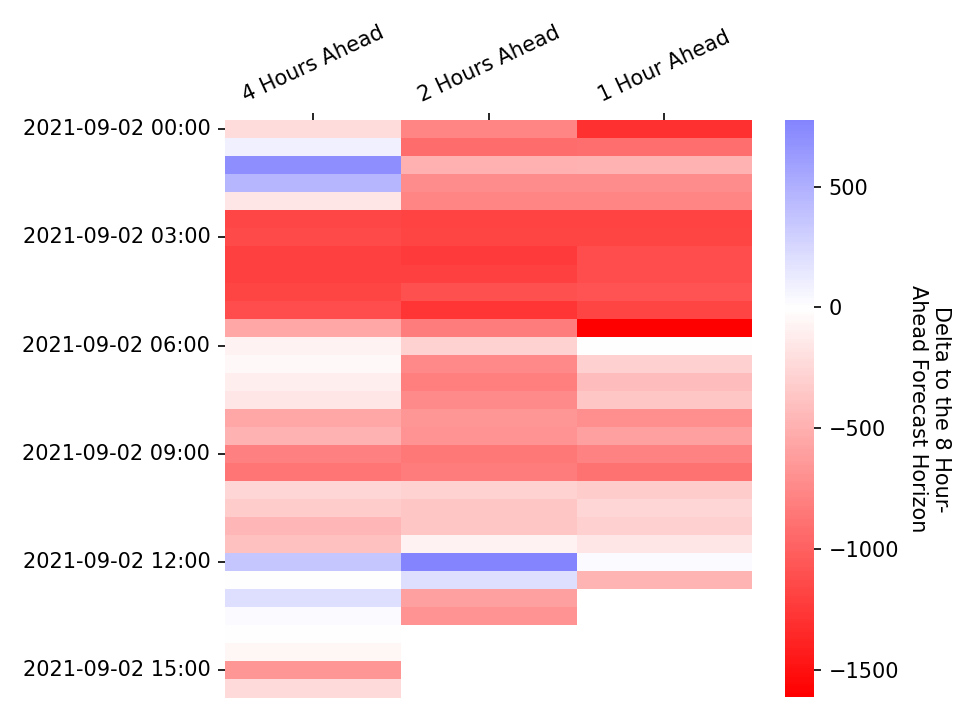 4 Hours Ahead
2 Hours Ahead
1 Hour Ahead
2021-09-02 00:00
2021-09-02 03:00
2021-09-02 06:00
2021-09-02 09:00
2021-09-02 12:00
2021-09-02 15:00
500
0
−500
−1000
−1500
Delta to the 8 Hour-
Ahead Forecast Horizon